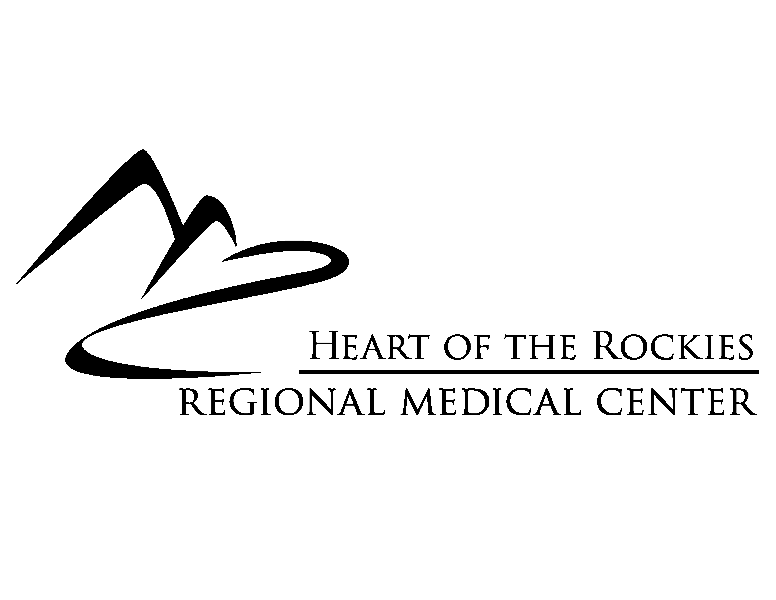 HEART OF THE ROCKIES
REGIONAL MEDICAL CENTER